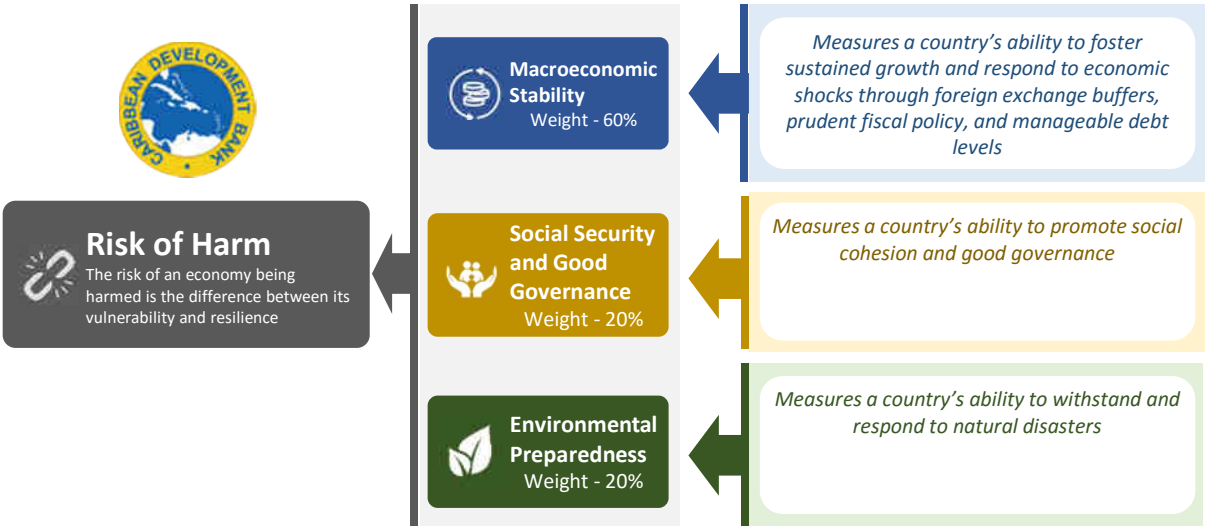 CARIBBEAN DEVELOPMENT BANK
Risk of Harm
The risk of an economy being
harmed is the difference between its
vulnerability and resilience
Macroeconomic
Stability
Weight - 60%
Social Security
and Good
Governance
Weight - 20%
Environmental
Preparedness
Weight - 20%
Measures a country’s ability to foster
sustained growth and respond to economic
shocks through foreign exchange buffers,
prudent fiscal policy, and manageable debt
levels
Measures a country’s ability to promote social
cohesion and good governance
Measures a country’s ability to withstand and
respond to natural disasters